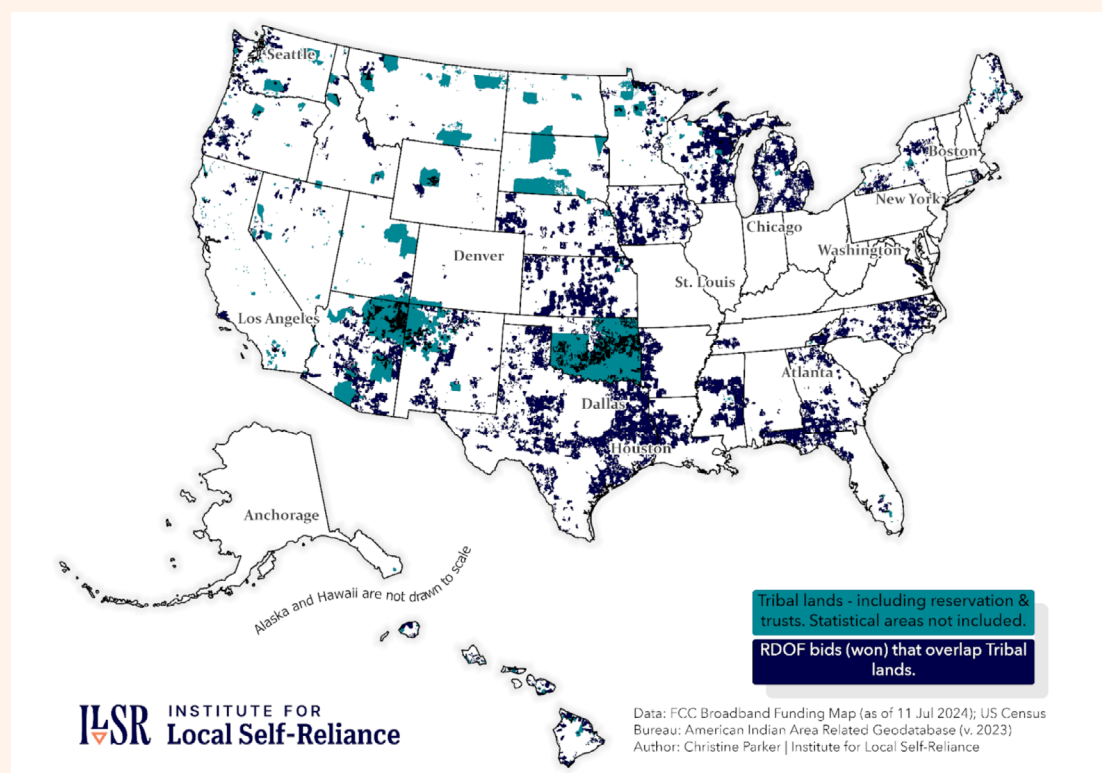 Seattle
Boston
New York
Chicago
Washington
Denver
St. Louis
Los Angeles
Atlanta
Dallas
Houston
Anchorage
Alaska and Hawaii are not drawn to scale
Tribal lands - including reservation &
trusts. Statistical areas not included.
RDOF bids (won) that overlap Tribal
lands.
ILSR
INSTITUTE FOR
Local Self-Reliance
Data: FCC Broadband Funding Map (as of 11 Jul 2024); US Census
Bureau: American Indian Area Related Geodatabase (v. 2023)
Author: Christine Parker | Institute for Local Self-Reliance